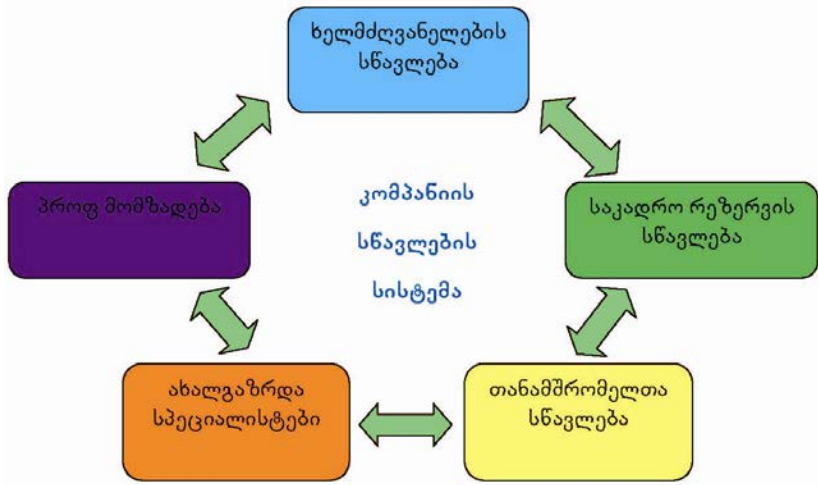 ხელმძღვანელების
სწავლება
პროფ მომზადება
კომპანიის
სწავლების
სისტემა
საკადრო რეზერვის
სწავლება
ახალგაზრდა
სპეციალისტები
თანამშრომელთა
სწავლება